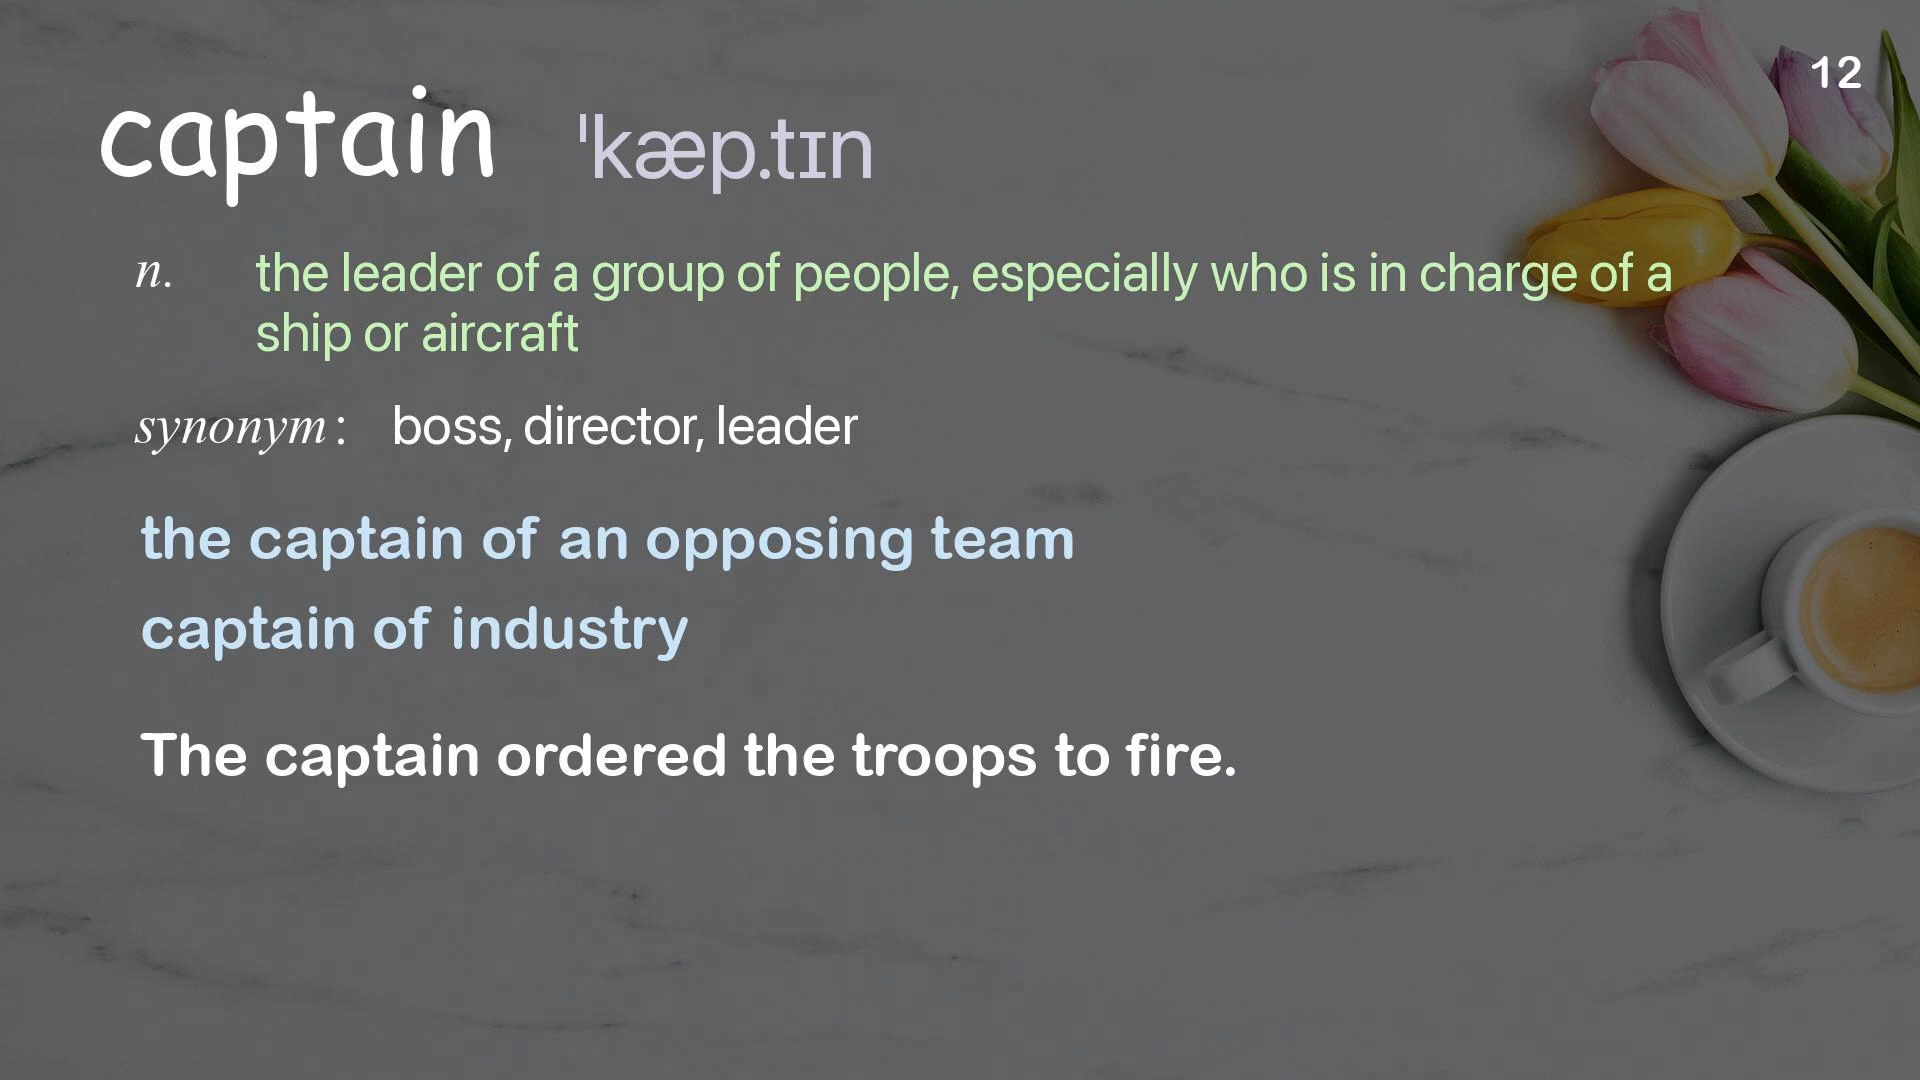 12
captain ˈkæp.tɪn
n. the leader of a group of people, especially who is in charge of a
ship or aircraft
synonym: boss, director, leader
the captain of an opposing team
captain of industry
The captain ordered the troops to fire.